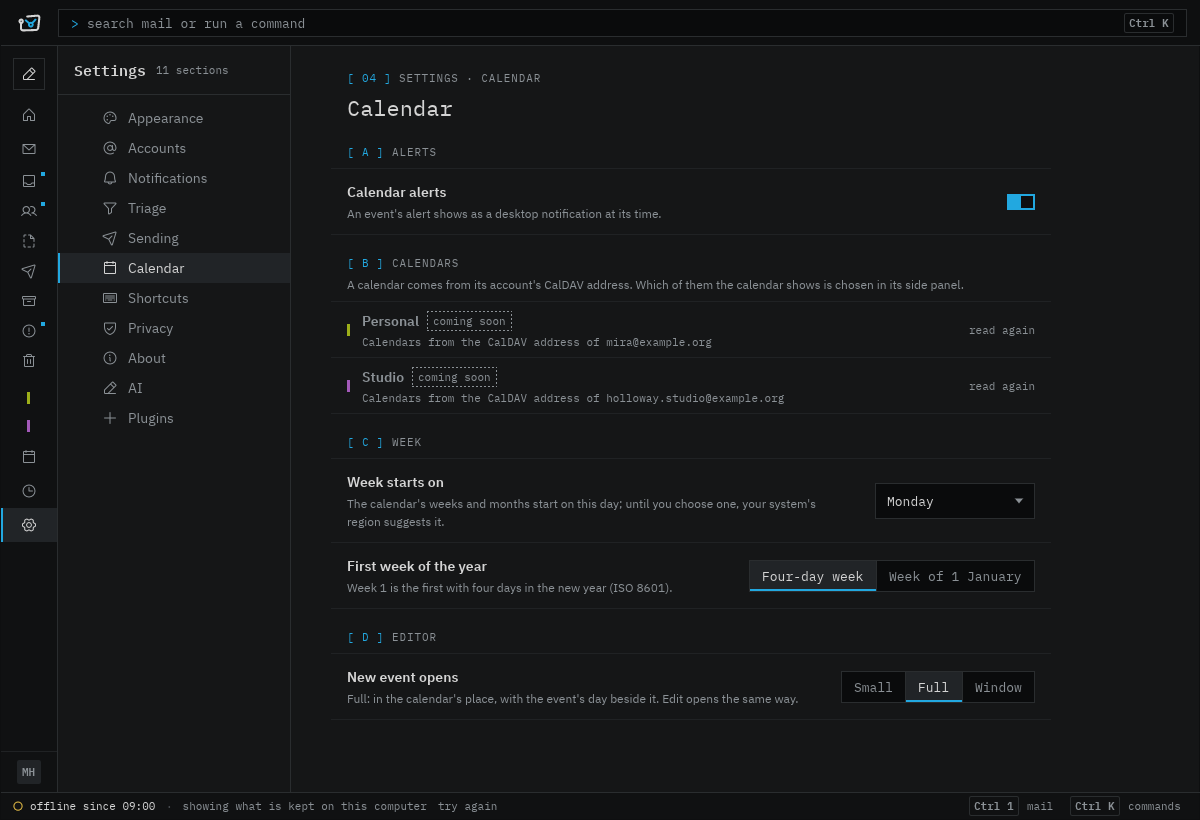 > search mail or run a command Ctrl K
Settings 11 sections
Appearance
Accounts
Notifications
Triage
Sending
Calendar
Shortcuts
Privacy
About
AI
Plugins
[ 04 ] SETTINGS · CALENDAR
Calendar
[ A ] ALERTS
Calendar alerts
An event's alert shows as a desktop notification at its time.
[ B ] CALENDARS
A calendar comes from its account's CalDAV address. Which of them the calendar shows is chosen in its side panel.
Personal coming soon
Calendars from the CalDAV address of mira@example.org
read again
Studio coming soon
Calendars from the CalDAV address of holloway.studio@example.org
read again
[ C ] WEEK
Week starts on
The calendar's weeks and months start on this day; until you choose one, your system's
region suggests it.
Monday
First week of the year
Week 1 is the first with four days in the new year (ISO 8601).
Four-day week Week of 1 January
[ D ] EDITOR
New event opens
Full: in the calendar's place, with the event's day beside it. Edit opens the same way.
Small Full Window
MH
offline since 09:00 · showing what is kept on this computer try again
Ctrl 1 mail Ctrl K commands